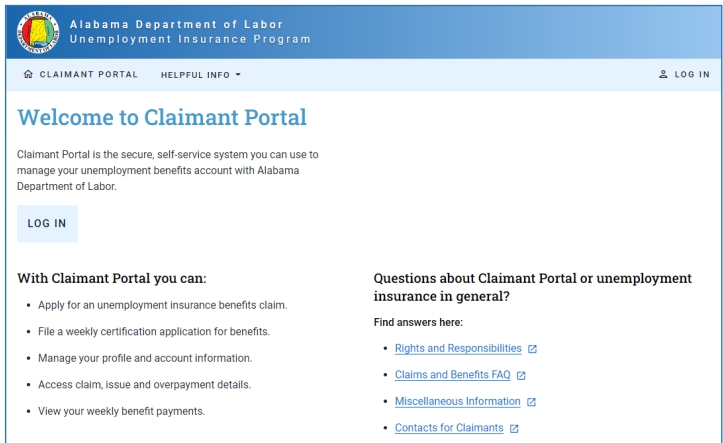 Alabama Department of Labor
Unemployment Insurance Program
CLAIMANT PORTAL
HELPFUL INFO
LOG IN
Welcome to Claimant Portal
Claimant Portal is the secure, self-service system you can use to
manage your unemployment benefits account with Alabama
Department of Labor.
LOG IN
With Claimant Portal you can:
• Apply for an unemployment insurance benefits claim.
• File a weekly certification application for benefits.
• Manage your profile and account information.
• Access claim, issue and overpayment details.
• View your weekly benefit payments.
Questions about Claimant Portal or unemployment
insurance in general?
Find answers here:
• Rights and Responsibilities
• Claims and Benefits FAQ
• Miscellaneous Information
• Contacts for Claimants